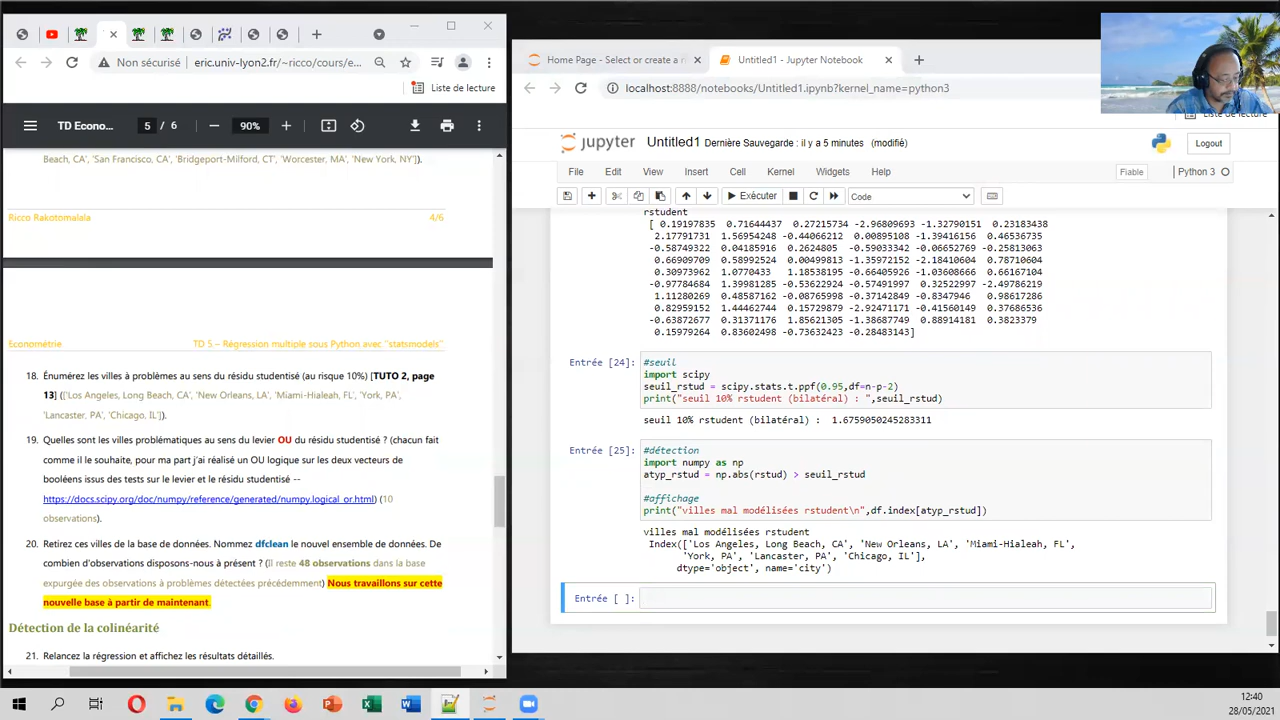 Non sécurisé
eric.univ-lyon2.fr/~ricco/cours/e...
Liste de lecture
TD Econo...
5 / 6
90%
Beach, CA', 'San Francisco, CA', 'Bridgeport-Milford, CT', 'Worcester, MA', 'New York, NY']).
Ricco Rakotomalala
4/6
Econométrie
TD 5 – Régression multiple sous Python avec "statsmodels"
18. Énumérez les villes à problèmes au sens du résidu studentisé (au risque 10%) [TUTO 2, page
13] (['Los Angeles, Long Beach, CA', 'New Orleans, LA', 'Miami-Hialeah, FL', 'York, PA',
'Lancaster, PA', 'Chicago, IL']).
19. Quelles sont les villes problématiques au sens du levier OU du résidu studentisé ? (chacun fait
comme il le souhaite, pour ma part j'ai réalisé un OU logique sur les deux vecteurs de
booléens issus des tests sur le levier et le résidu studentisé --
https://docs.scipy.org/doc/numpy/reference/generated/numpy.logical_or.html) (10
observations).
20. Retirez ces villes de la base de données. Nommez dfclean le nouvel ensemble de données. De
combien d'observations disposons-nous à présent ? (Il reste 48 observations dans la base
expurgée des observations à problèmes détectées précédemment) Nous travaillons sur cette
nouvelle base à partir de maintenant.
Détection de la colinéarité
21. Relancez la régression et affichez les résultats détaillés.
Home Page - Select or create a n
Untitled1 - Jupyter Notebook
localhost:8888/notebooks/Untitled1.ipynb?kernel_name=python3
Liste de lecture
jupyter
Untitled1 Dernière Sauvegarde : il y a 5 minutes (modifié)
Logout
File Edit View Insert Cell Kernel Widgets Help
Fiable
Python 3
Exécuter
Code
rstudent
[ 0.19197835 0.71644437 0.27215734 -2.96809693 -1.32790151 0.23183438
2.17791731 1.56954248 -0.44066212 0.00895108 -1.39416156 0.46535736
-0.58749322 0.04185916 0.2624805 -0.59033342 -0.06652769 -0.25813063
0.66909709 0.58992524 0.00499813 -1.35972152 -2.18410604 0.78710604
0.30973962 1.0770433 1.18538195 -0.66405926 -1.03608666 0.66167104
-0.97784684 1.39981285 -0.53622924 -0.57491997 0.32522997 -2.49786219
1.11280269 0.48587162 -0.08765998 -0.37142849 -0.8347946 0.98617286
0.82959152 1.44462744 0.15729879 -2.92471171 -0.41560149 0.37686536
-0.63872677 0.31371176 1.85621305 -1.38687749 0.88914181 0.3823379
0.15979264 0.83602498 -0.73632423 -0.28483143]
Entrée [24]:
#seuil
import scipy
seuil_rstud = scipy.stats.t.ppf(0.95,df=n-p-2)
print("seuil 10% rstudent (bilatéral) : ",seuil_rstud)
seuil 10% rstudent (bilatéral) : 1.6759050245283311
Entrée [25]:
#détection
import numpy as np
atyp_rstud = np.abs(rstud) > seuil_rstud
#affichage
print("villes mal modélisées rstudent\n",df.index[atyp_rstud])
villes mal modélisées rstudent
Index(['Los Angeles, Long Beach, CA', 'New Orleans, LA', 'Miami-Hialeah, FL',
'York, PA', 'Lancaster, PA', 'Chicago, IL'],
dtype='object', name='city')
Entrée [ ]:
12:40
28/05/2021